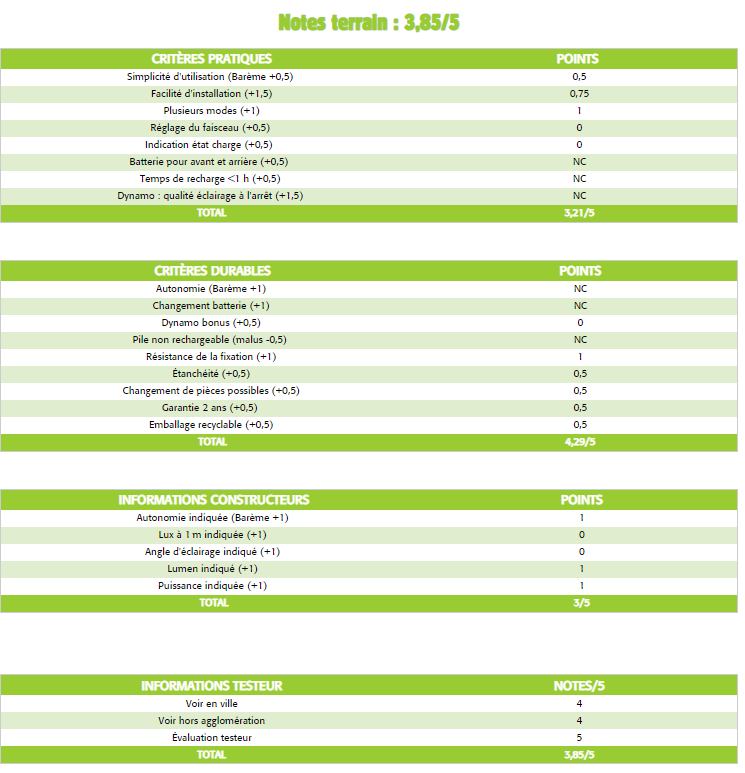 Notes terrain : 3,85/5
CRITÈRES PRATIQUES POINTS
Simplicité d'utilisation (Barème +0,5) 0,5
Facilité d'installation (+1,5) 0,75
Plusieurs modes (+1) 1
Réglage du faisceau (+0,5) 0
Indication état charge (+0,5) 0
Batterie pour avant et arrière (+0,5) NC
Temps de recharge <1 h (+0,5) NC
Dynamo : qualité éclairage à l'arrêt (+1,5) NC
TOTAL 3,21/5
CRITÈRES DURABLES POINTS
Autonomie (Barème +1) NC
Changement batterie (+1) NC
Dynamo bonus (+0,5) 0
Pile non rechargeable (malus -0,5) NC
Résistance de la fixation (+1) 1
Étanchéité (+0,5) 0,5
Changement de pièces possibles (+0,5) 0,5
Garantie 2 ans (+0,5) 0,5
Emballage recyclable (+0,5) 0,5
TOTAL 4,29/5
INFORMATIONS CONSTRUCTEURS POINTS
Autonomie indiquée (Barème +1) 1
Lux à 1 m indiquée (+1) 0
Angle d'éclairage indiqué (+1) 0
Lumen indiqué (+1) 1
Puissance indiquée (+1) 1
TOTAL 3/5
INFORMATIONS TESTEUR NOTES/5
Voir en ville 4
Voir hors agglomération 4
Évaluation testeur 5
TOTAL 3,85/5